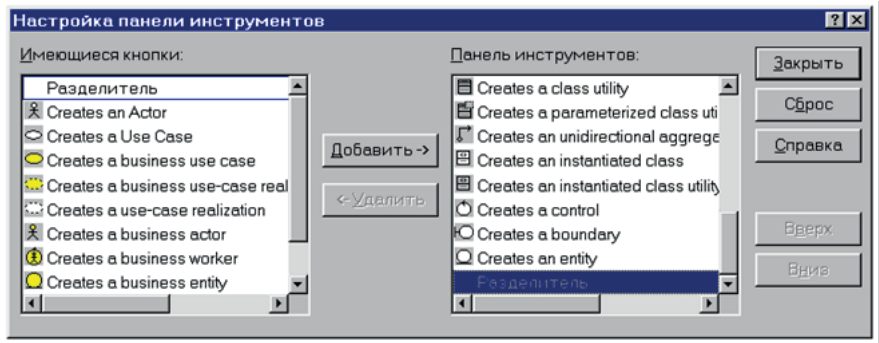 Настройка панели инструментов
Имеющиеся кнопки:
Разделитель
Creates an Actor
Creates a Use Case
Creates a business use case
Creates a business use-case real
Creates a use-case realization
Creates a business actor
Creates a business worker
Creates a business entity
Добавить ->
<-Удалить
Панель инструментов:
Creates a class utility
Creates a parameterized class uti
Creates an unidirectional aggrega
Creates an instantiated class
Creates an instantiated class utility
Creates a control
Creates a boundary
Creates an entity
Разделитель
Закрыть
Сброс
Справка
Вверх
Вниз